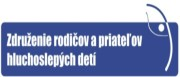 Združenie rodičov a priateľov
hluchoslepých detí